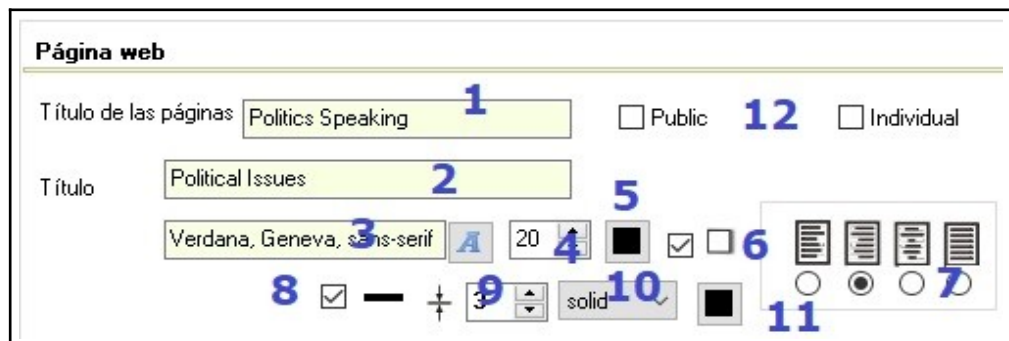 Página web
Título de las páginas Politics Speaking 1 Public 12 Individual
Título Political Issues 2
5
Verdana, Geneva, sans-serif 3 A 20 4 6
8 9 3 solid 10 7
11